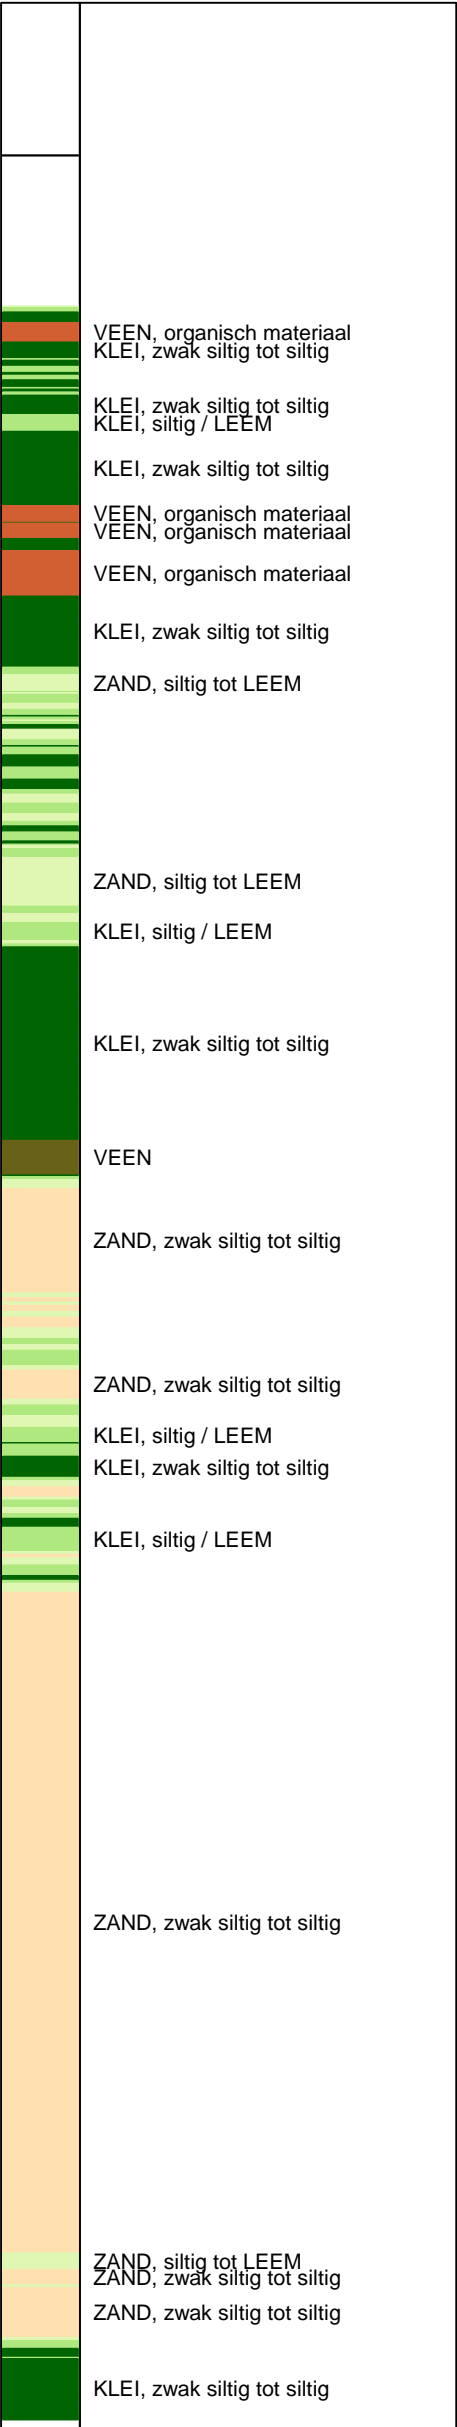 VEEN, organisch materiaal
KLEI, zwak siltig tot siltig
KLEI, zwak siltig tot siltig
KLEI, siltig / LEEM
KLEI, zwak siltig tot siltig
VEEN, organisch materiaal
VEEN, organisch materiaal
VEEN, organisch materiaal
KLEI, zwak siltig tot siltig
ZAND, siltig tot LEEM
ZAND, siltig tot LEEM
KLEI, siltig / LEEM
KLEI, zwak siltig tot siltig
VEEN
ZAND, zwak siltig tot siltig
ZAND, zwak siltig tot siltig
KLEI, siltig / LEEM
KLEI, zwak siltig tot siltig
KLEI, siltig / LEEM
ZAND, zwak siltig tot siltig
ZAND, siltig tot LEEM
ZAND, zwak siltig tot siltig
ZAND, zwak siltig tot siltig
KLEI, zwak siltig tot siltig